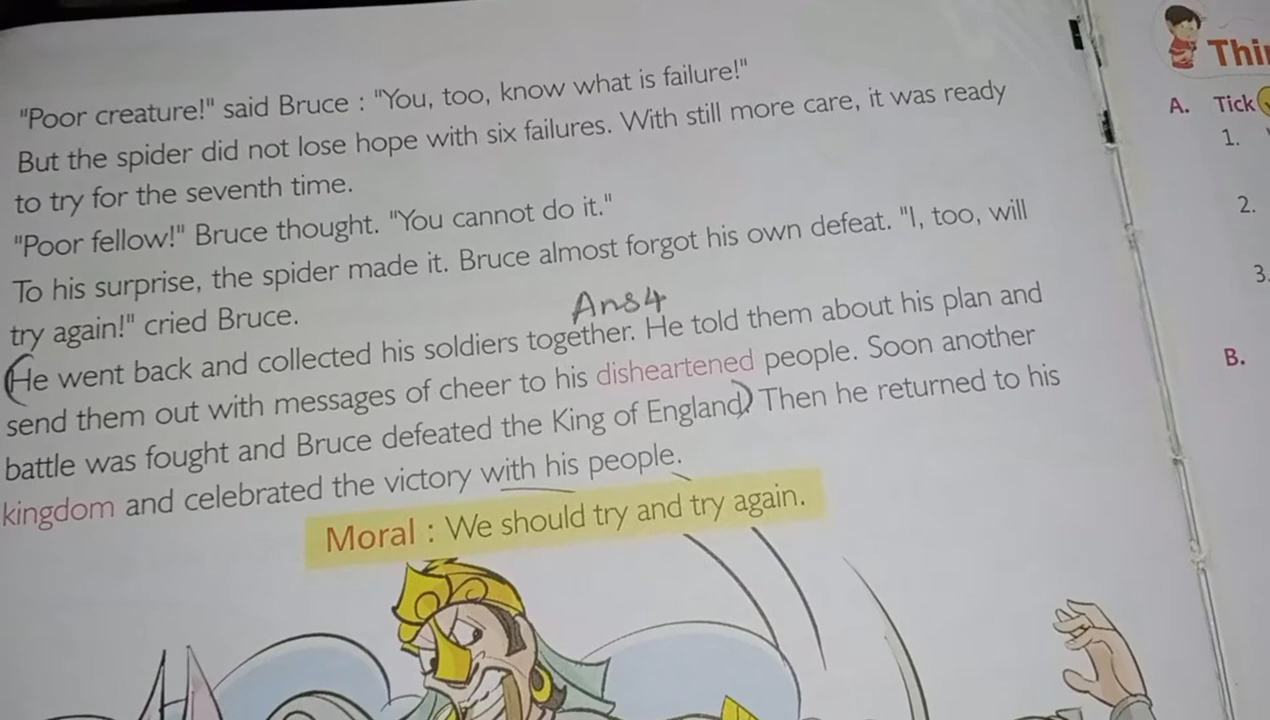 "Poor creature!" said Bruce : "You, too, know what is failure!"
But the spider did not lose hope with six failures. With still more care, it was ready
to try for the seventh time.
"Poor fellow!" Bruce thought. "You cannot do it."
To his surprise, the spider made it. Bruce almost forgot his own defeat. "I, too, will
try again!" cried Bruce.
Ans4
(He went back and collected his soldiers together. He told them about his plan and
send them out with messages of cheer to his disheartened people. Soon another
battle was fought and Bruce defeated the King of England.) Then he returned to his
kingdom and celebrated the victory with his people.
Moral : We should try and try again.
A. Tick
1.
2.
3.
B.